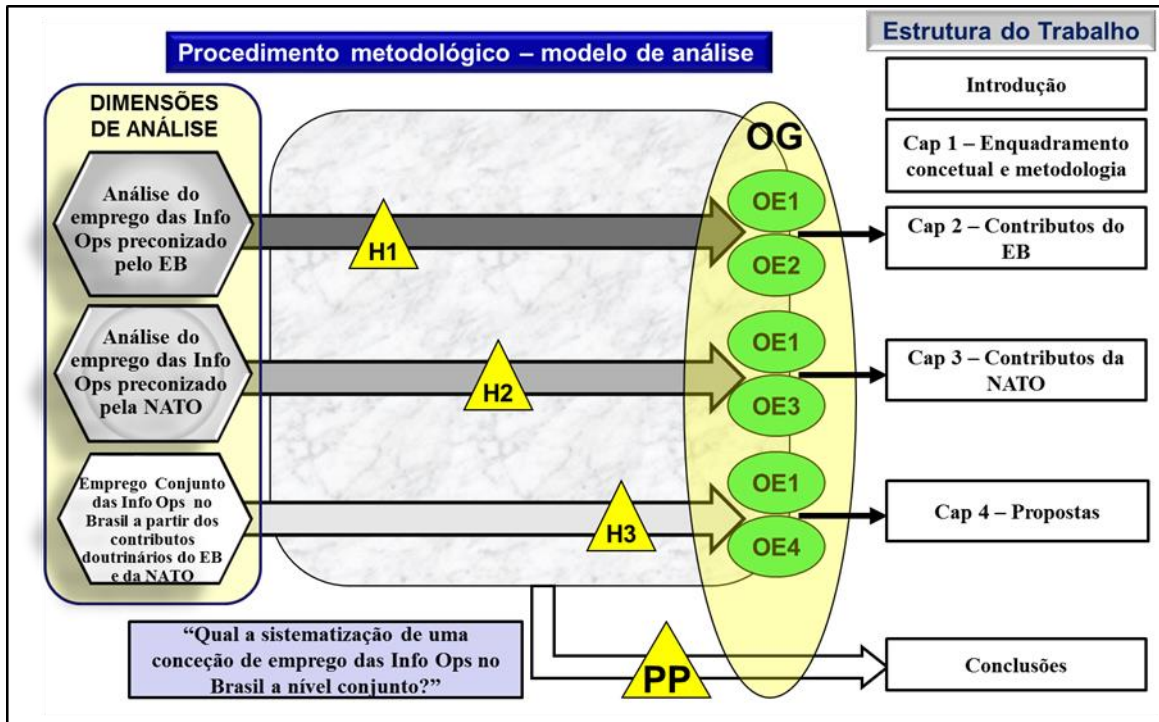 Procedimento metodológico – modelo de análise
Estrutura do Trabalho
DIMENSÕES
DE ANÁLISE
Análise do
emprego das Info
Ops preconizado
pelo EB
Análise do
emprego das Info
Ops preconizado
pela NATO
Emprego Conjunto
das Info Ops no
Brasil a partir dos
contributos
doutrinários do EB
e da NATO
H1
H2
H3
OG
OE1
OE2
OE1
OE3
OE1
OE4
Introdução
Cap 1 – Enquadramento
concetual e metodologia
Cap 2 – Contributos do
EB
Cap 3 – Contributos da
NATO
Cap 4 – Propostas
“Qual a sistematização de uma
conceção de emprego das Info Ops no
Brasil a nível conjunto?”
PP
Conclusões